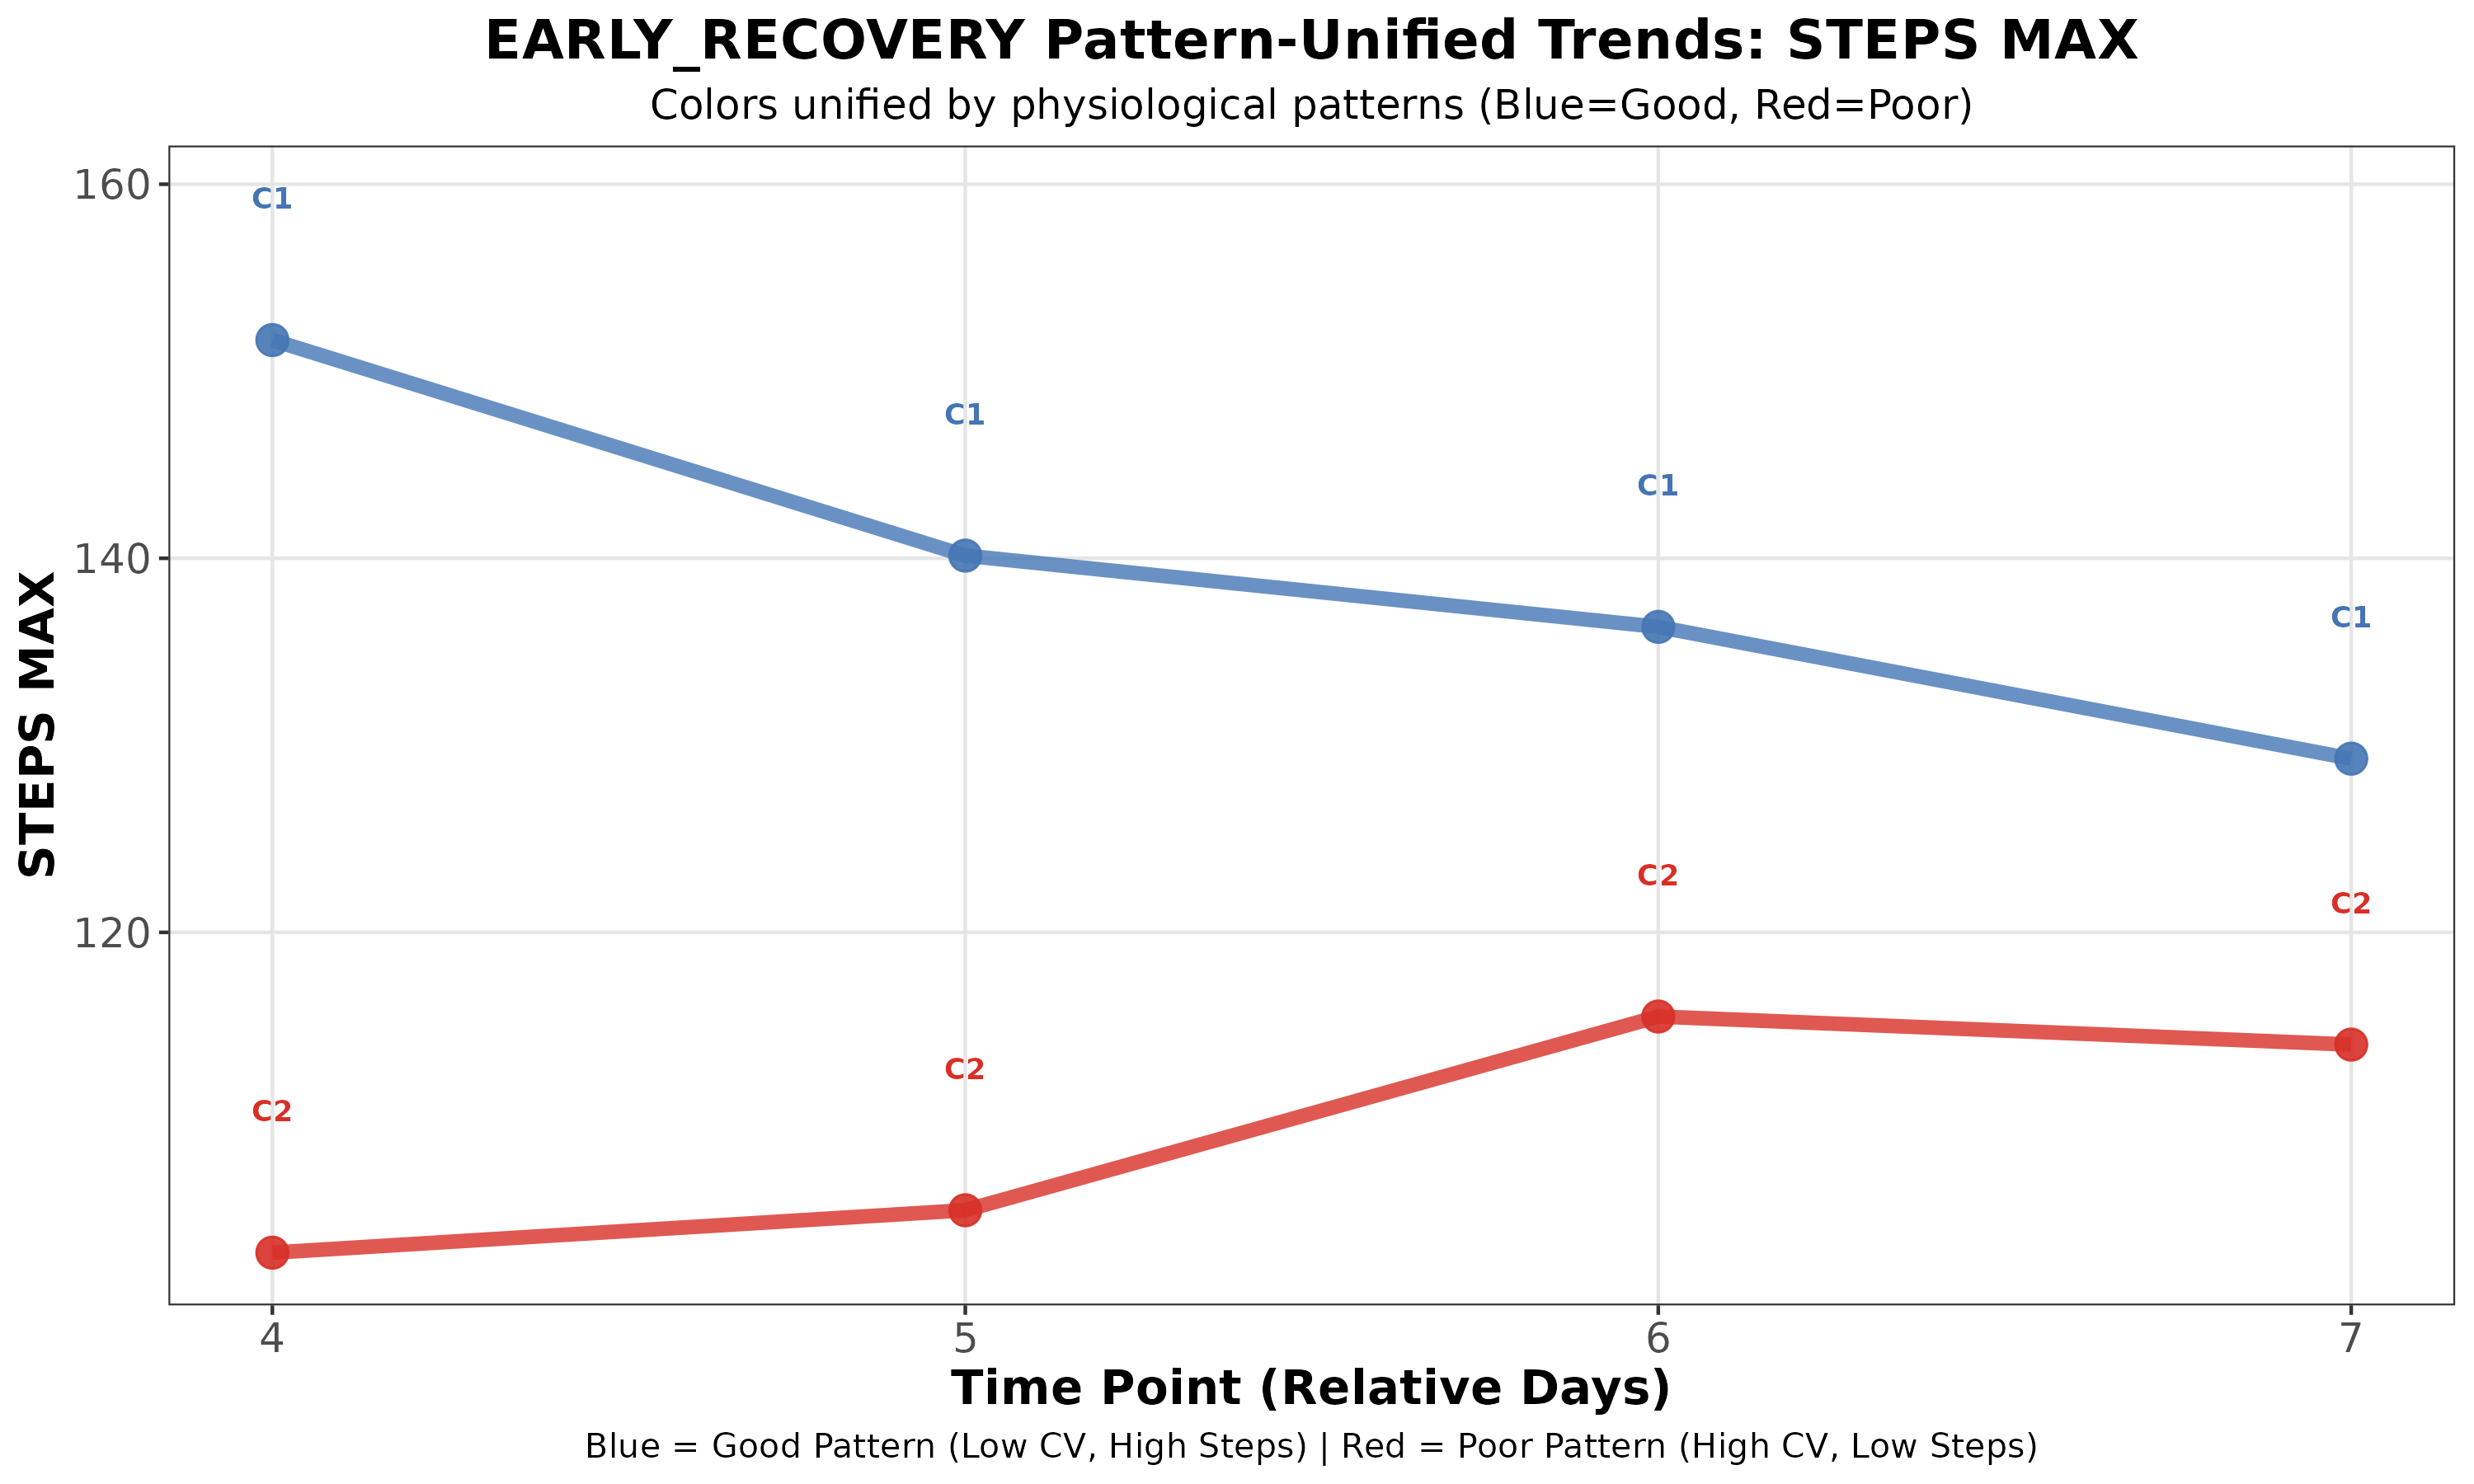 EARLY_RECOVERY Pattern-Unified Trends: STEPS MAX
Colors unified by physiological patterns (Blue=Good, Red=Poor)
160
C1
C1
C1
140
C1
STEPS MAX
C2
C2
120
C2
C2
4 5 6 7
Time Point (Relative Days)
Blue = Good Pattern (Low CV, High Steps) | Red = Poor Pattern (High CV, Low Steps)